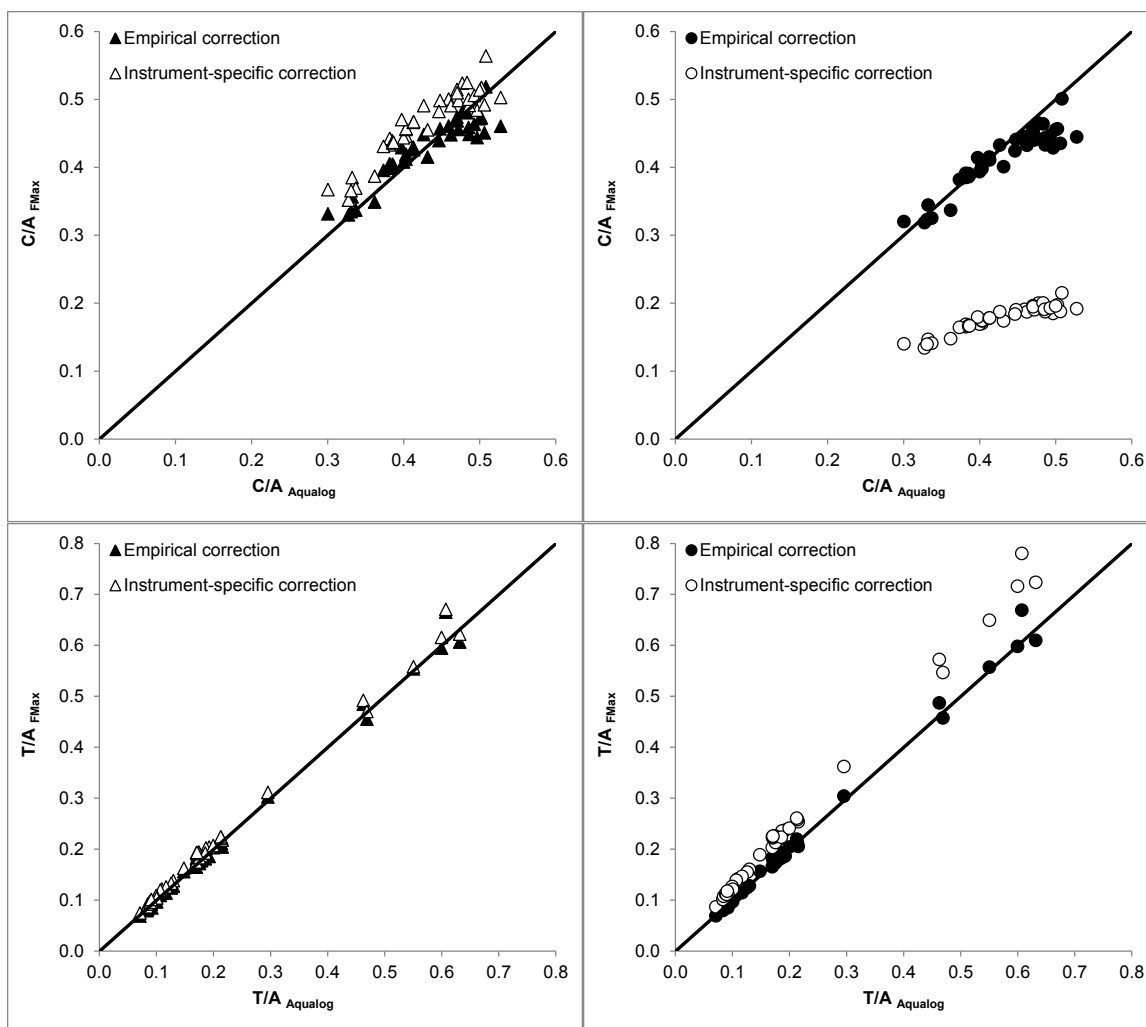 0.6
▲Empirical correction
△Instrument-specific correction
0.5
0.4
0.3
0.2
0.1
0.0
C/A FMax
0.0 0.1 0.2 0.3 0.4 0.5 0.6
C/A Aqualog
0.6
●Empirical correction
○Instrument-specific correction
0.5
0.4
0.3
0.2
0.1
0.0
C/A FMax
0.0 0.1 0.2 0.3 0.4 0.5 0.6
C/A Aqualog
0.8
▲Empirical correction
△Instrument-specific correction
0.7
0.6
0.5
0.4
0.3
0.2
0.1
0.0
T/A FMax
0.0 0.1 0.2 0.3 0.4 0.5 0.6 0.7 0.8
T/A Aqualog
0.8
●Empirical correction
○Instrument-specific correction
0.7
0.6
0.5
0.4
0.3
0.2
0.1
0.0
T/A FMax
0.0 0.1 0.2 0.3 0.4 0.5 0.6 0.7 0.8
T/A Aqualog